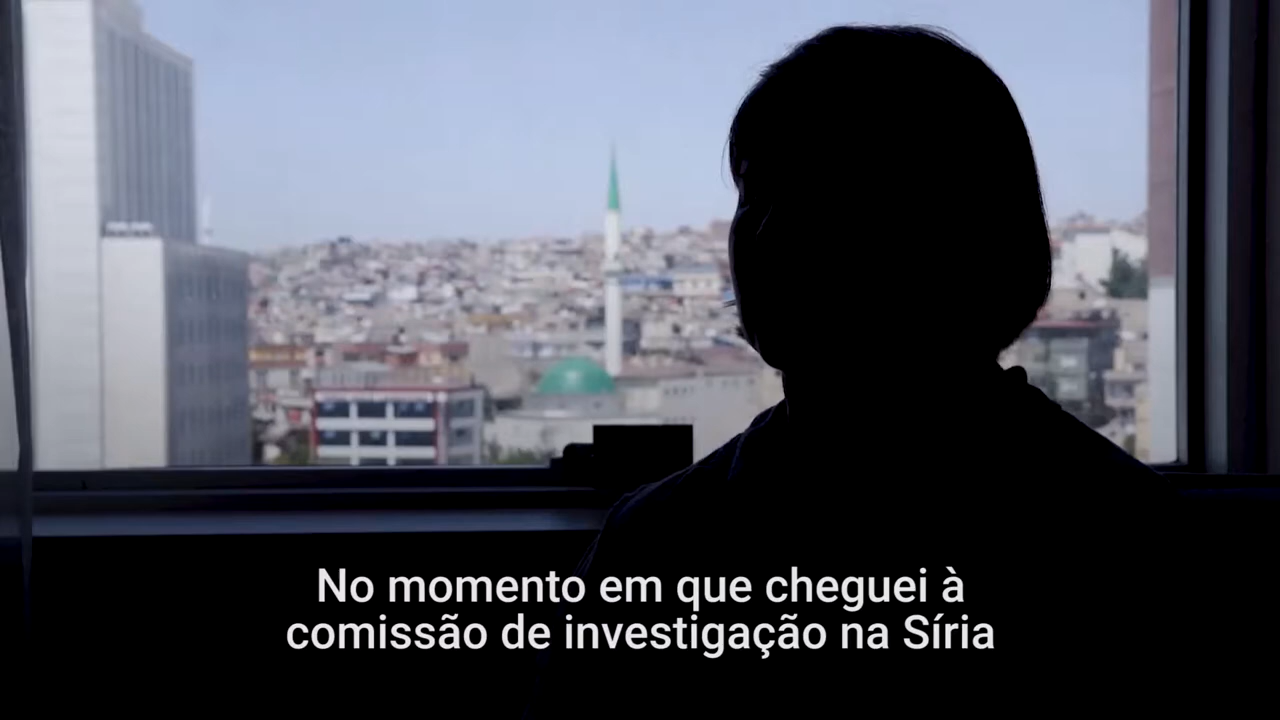 No momento em que cheguei à
comissão de investigação na Síria